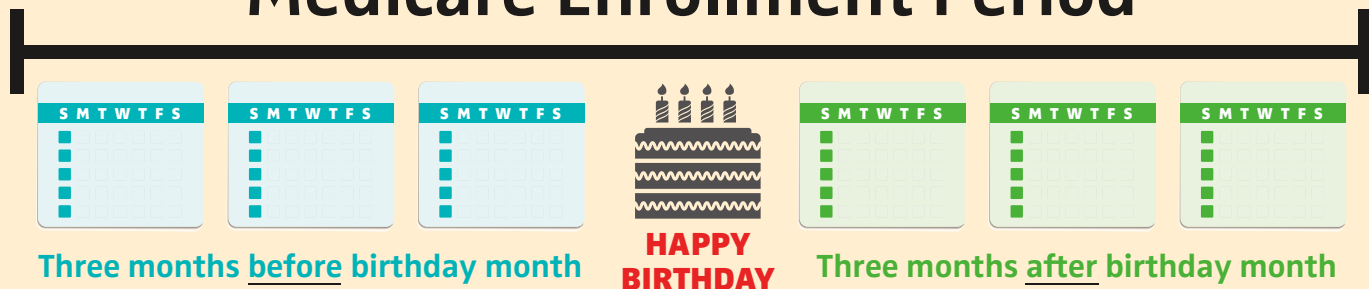 Medicare Enrollment Period
S M T W T F S
S M T W T F S
S M T W T F S
S M T W T F S
S M T W T F S
S M T W T F S
Three months before birthday month
HAPPY
BIRTHDAY
Three months after birthday month